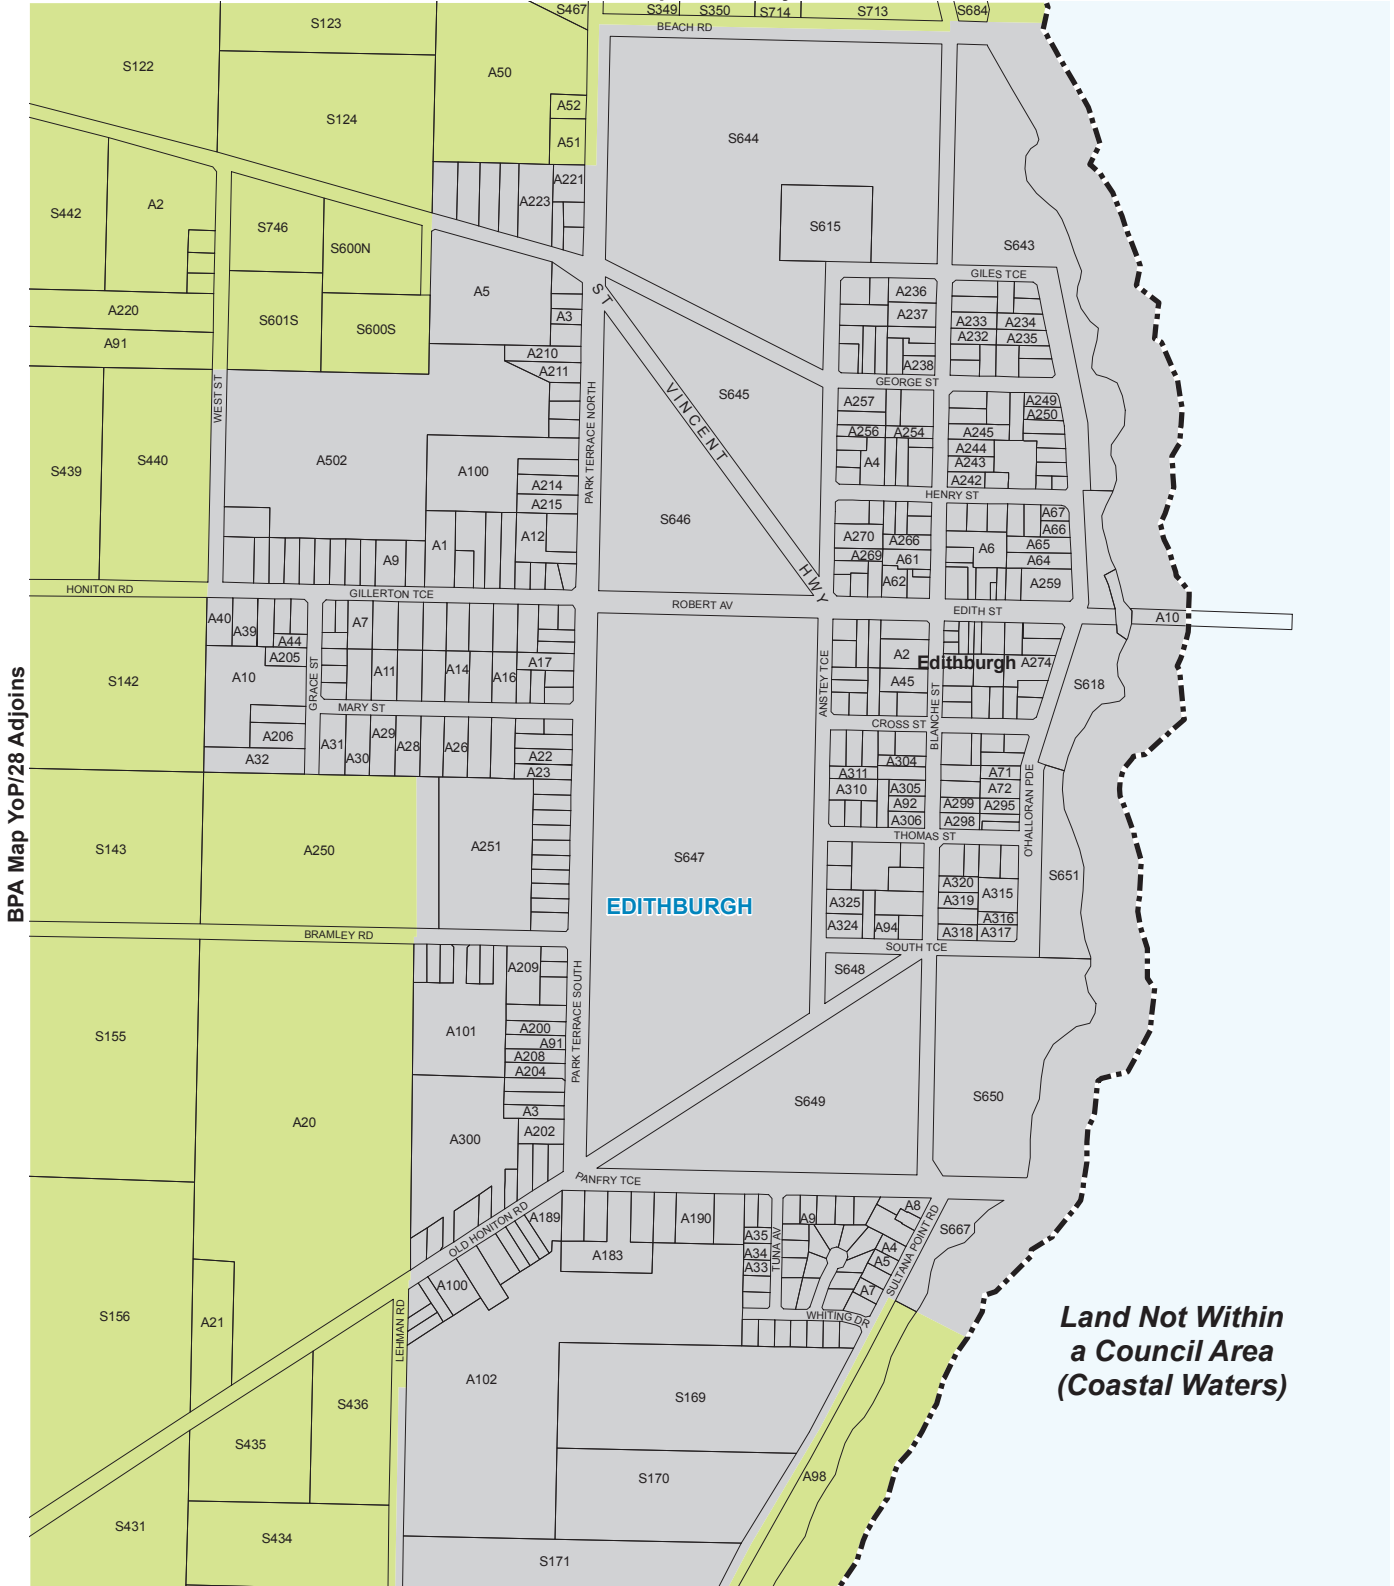 S467
S349
S350
S714
S713
S684
BEACH RD
S123
S122
A50
S124
A52
A51
S644
A221
A223
S442
A2
S746
S600N
S615
S643
GILES TCE
A5
A220
S601S
S600S
A3
ST
A236
A237
A233
A234
A232
A235
A91
A210
A211
A238
GEORGE ST
WEST ST
PARK TERRACE NORTH
S645
VINCENT
A257
A249
A250
A256
A254
A245
A244
A243
A242
A4
S439
S440
A502
A100
A214
A215
HENRY ST
S646
A67
A66
A270
A266
A65
A12
A1
A6
A269
A61
A64
A9
A62
A259
HWY
HONITON RD
GILLERTON TCE
ROBERT AV
EDITH ST
A10
A40
A39
A44
A7
A205
A17
A2
Edithburgh
A274
S142
A10
GRACE ST
A11
A14
A16
ANSTEY TCE
A45
S618
BLANCHE ST
MARY ST
CROSS ST
A206
A31
A30
A29
A28
A26
A22
A32
A23
A304
A311
A71
A310
A305
A72
A92
A299
A295
A306
A298
O'HALLORAN PDE
THOMAS ST
BPA Map YoP/28 Adjoins
S143
A250
A251
S647
EDITHBURGH
S651
A320
A315
A325
A319
A316
A324
A94
A318
A317
BRAMLEY RD
SOUTH TCE
A209
PARK TERRACE SOUTH
S648
S155
A101
A200
A91
A208
A204
S649
S650
A3
A20
A300
A202
PANFRY TCE
OLD HONITON RD
A189
A190
A183
A35
A34
A33
TUNA AV
A9
A8
A4
A5
A7
SULTANA POINT RD
S667
A100
S156
A21
LEHMAN RD
WHITING DR
Land Not Within
a Council Area
(Coastal Waters)
A102
S169
S436
S435
S170
A98
S431
S434
S171